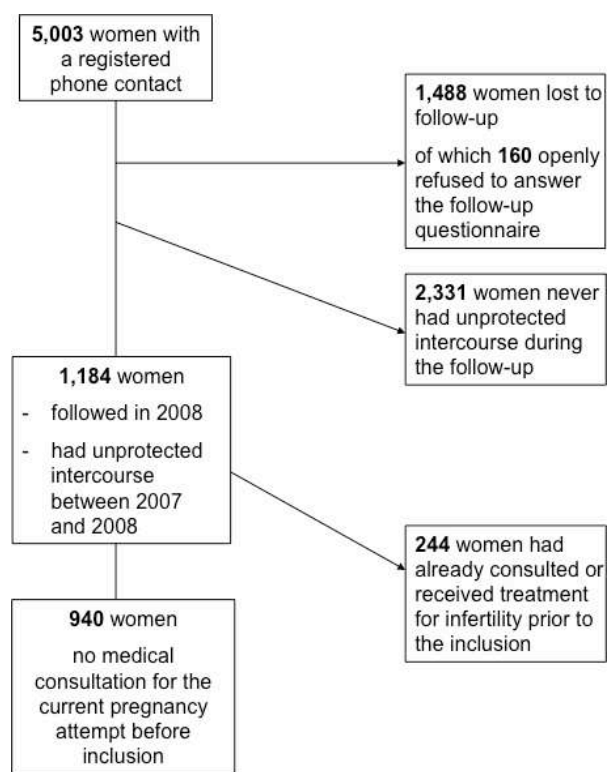 5,003 women with
a registered
phone contact
1,488 women lost to
follow-up
of which 160 openly
refused to answer
the follow-up
questionnaire
2,331 women never
had unprotected
intercourse during
the follow-up
1,184 women
- followed in 2008
- had unprotected
intercourse
between 2007
and 2008
244 women had
already consulted or
received treatment
for infertility prior to
the inclusion
940 women
no medical
consultation for the
current pregnancy
attempt before
inclusion